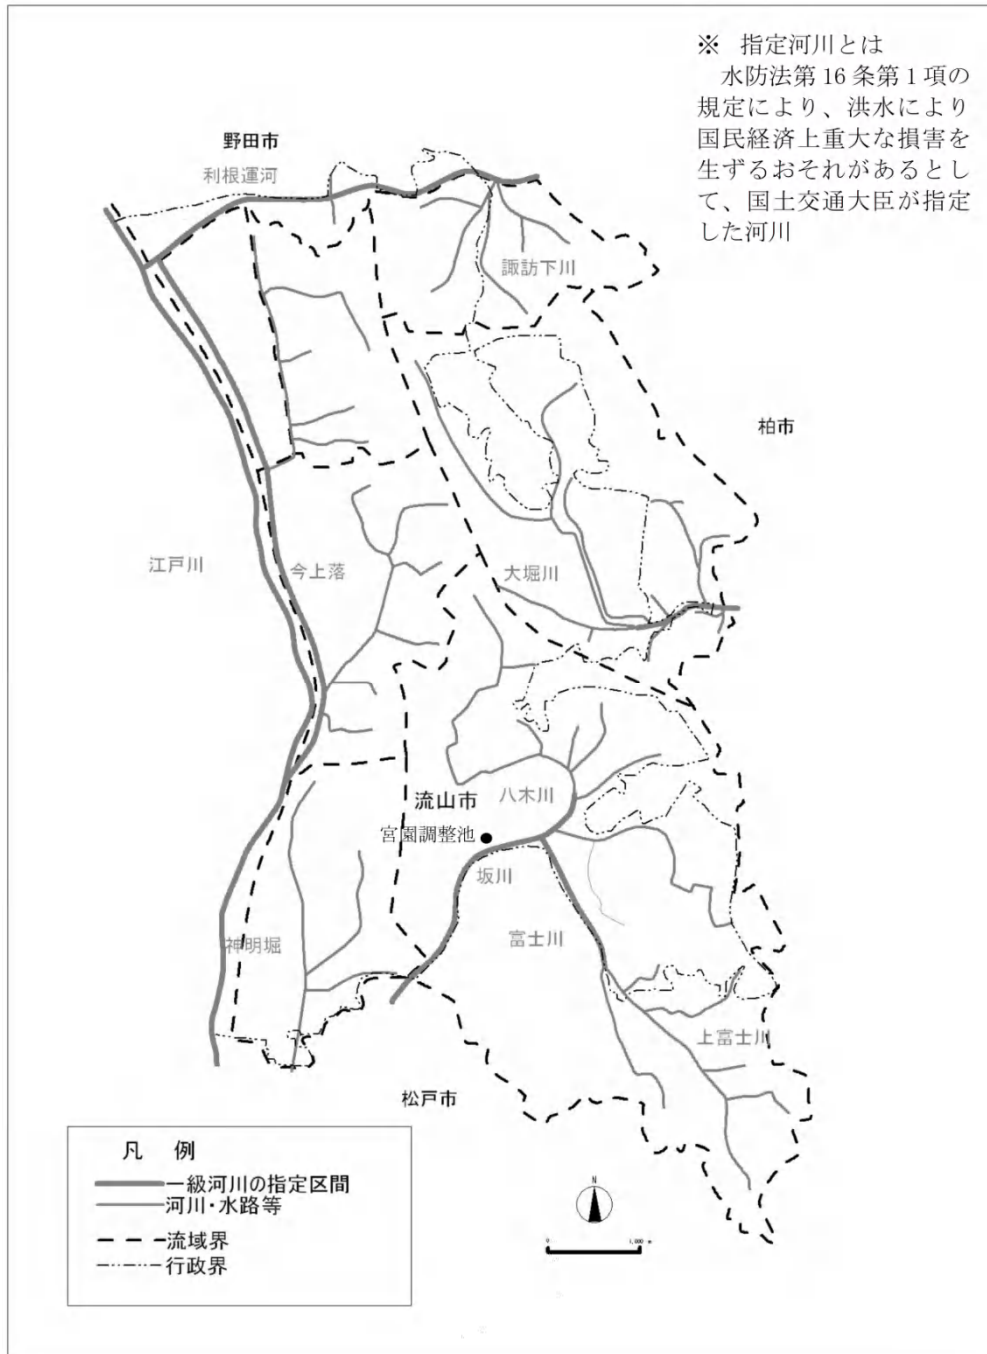 ※ 指定河川とは
水防法第16条第1項の
規定により、洪水により
国民経済上重大な損害を
生ずるおそれがあるとし
て、国土交通大臣が指定
した河川
野田市
利根運河
諏訪下川
柏市
江戸川
今上落
大堀川
流山市
八木川
宮園調整池
坂川
富士川
神明堀
上富士川
松戸市
凡 例
一級河川の指定区間
河川・水路等
流域界
行政界
N
0